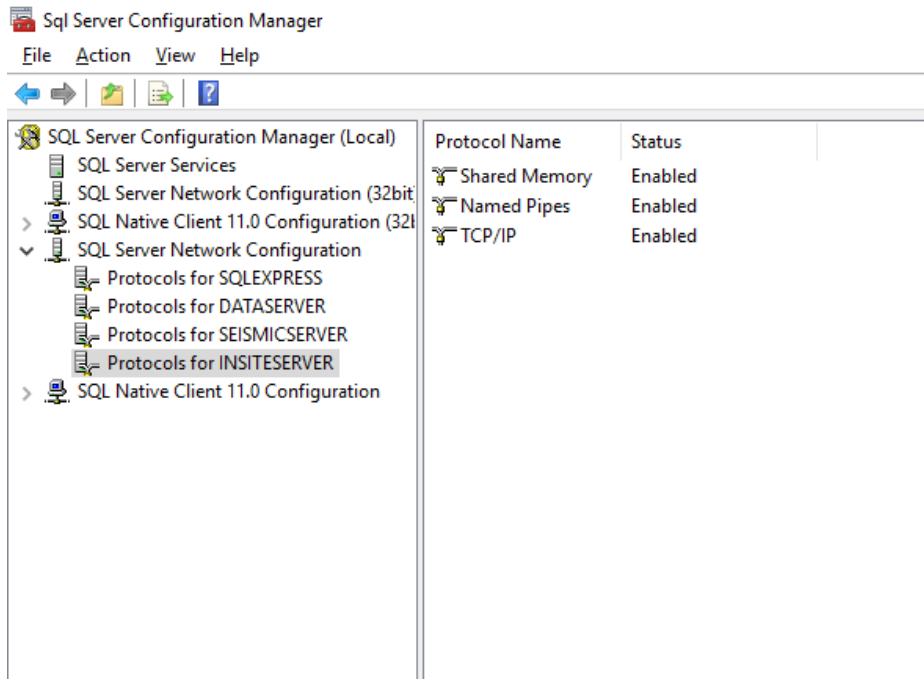 Sql Server Configuration Manager
File Action View Help
SQL Server Configuration Manager (Local)
SQL Server Services
SQL Server Network Configuration (32bit
SQL Native Client 11.0 Configuration (32b
SQL Server Network Configuration
Protocols for SQLEXPRESS
Protocols for DATASERVER
Protocols for SEISMICSERVER
Protocols for INSITESERVER
SQL Native Client 11.0 Configuration
Protocol Name Status
Shared Memory Enabled
Named Pipes Enabled
TCP/IP Enabled